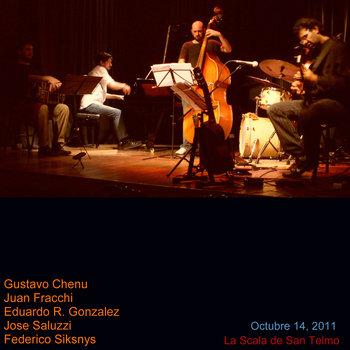 Gustavo Chenu
Juan Fracchi
Eduardo R. Gonzalez
Jose Saluzzi
Federico Siksnys
Octubre 14, 2011
La Scala de San Telmo